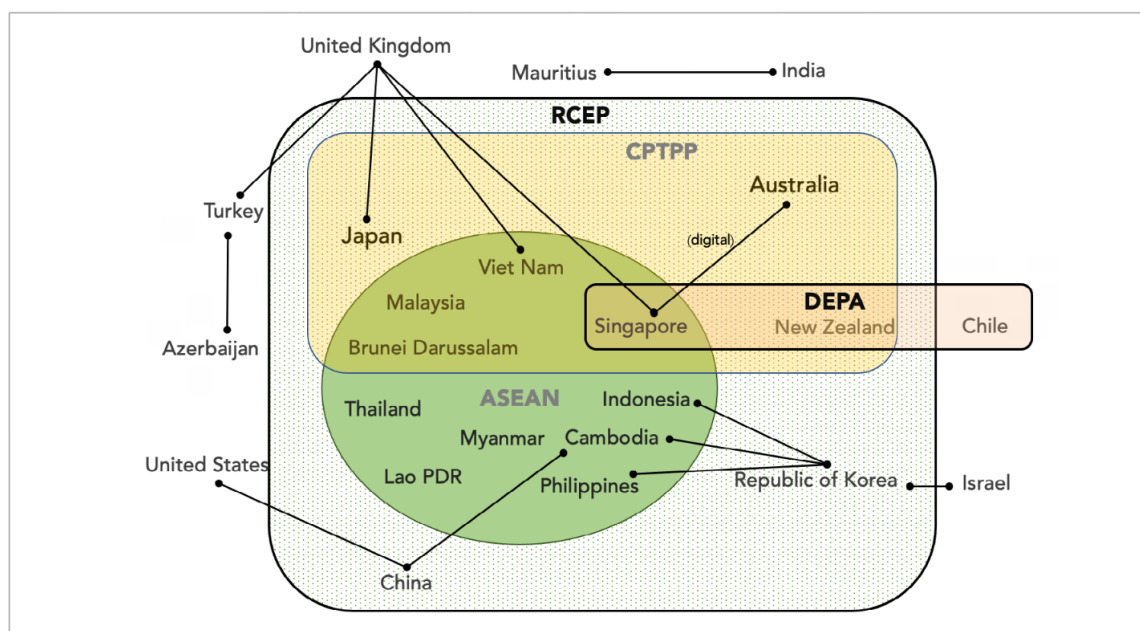 United Kingdom
Mauritius
India
RCEP
CPTPP
Australia
Turkey
Japan
(digital)
Viet Nam
Malaysia
DEPA
Singapore
New Zealand
Chile
Azerbaijan
Brunei Darussalam
ASEAN
Indonesia
Thailand
Myanmar
Cambodia
United States
Lao PDR
Philippines
Republic of Korea
Israel
China